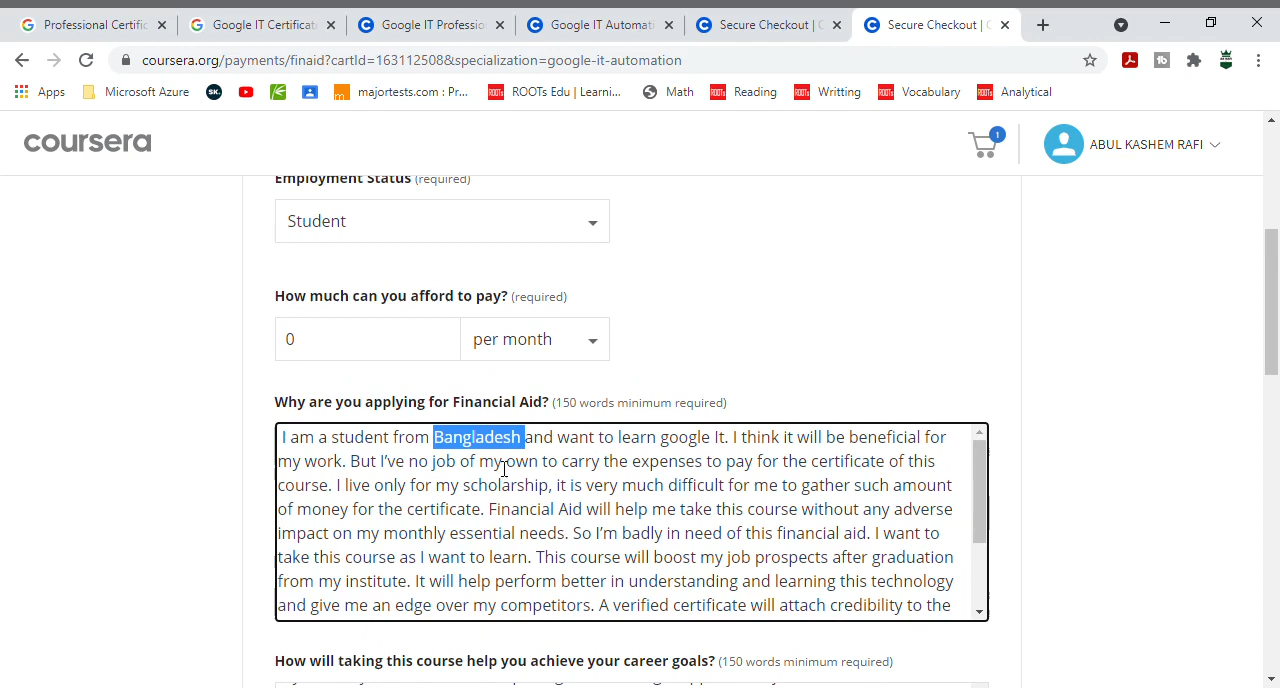 Professional Certific
Google IT Certificate
Google IT Professio
Google IT Automati
Secure Checkout | C
Secure Checkout | C
coursera.org/payments/finaid?cartId=163112508&specialization=google-it-automation
Apps
Microsoft Azure
SK.
majortests.com : Pr...
ROOTs Edu | Learni...
Math
Reading
Writting
Vocabulary
Analytical
coursera
1
ABUL KASHEM RAFI
Employment Status (required)
Student
How much can you afford to pay? (required)
0
per month
Why are you applying for Financial Aid? (150 words minimum required)
I am a student from Bangladesh and want to learn google It. I think it will be beneficial for
my work. But I've no job of my own to carry the expenses to pay for the certificate of this
course. I live only for my scholarship, it is very much difficult for me to gather such amount
of money for the certificate. Financial Aid will help me take this course without any adverse
impact on my monthly essential needs. So I'm badly in need of this financial aid. I want to
take this course as I want to learn. This course will boost my job prospects after graduation
from my institute. It will help perform better in understanding and learning this technology
and give me an edge over my competitors. A verified certificate will attach credibility to the
How will taking this course help you achieve your career goals? (150 words minimum required)